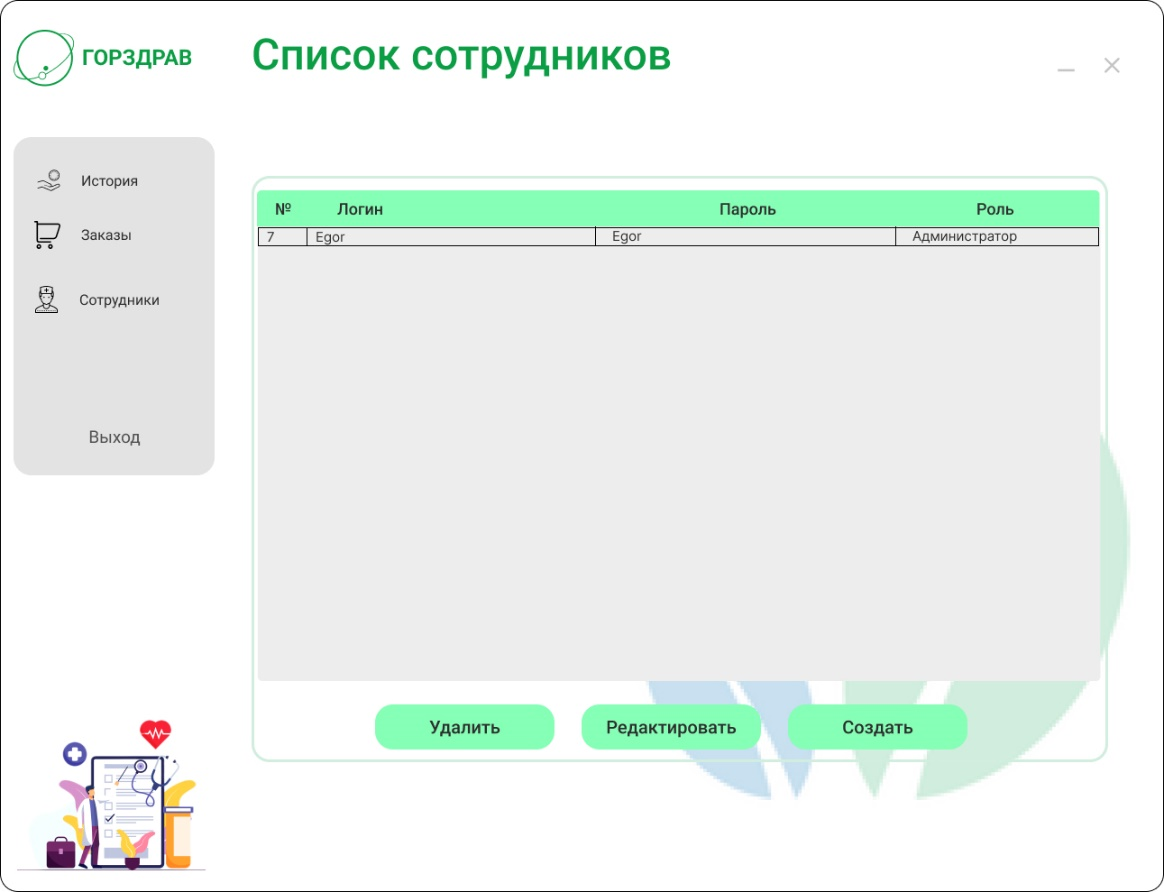 ГОРЗДРАВ
Список сотрудников
История
Заказы
Сотрудники
Выход
№ Логин Пароль Роль
7 Egor Egor Администратор
Удалить Редактировать Создать